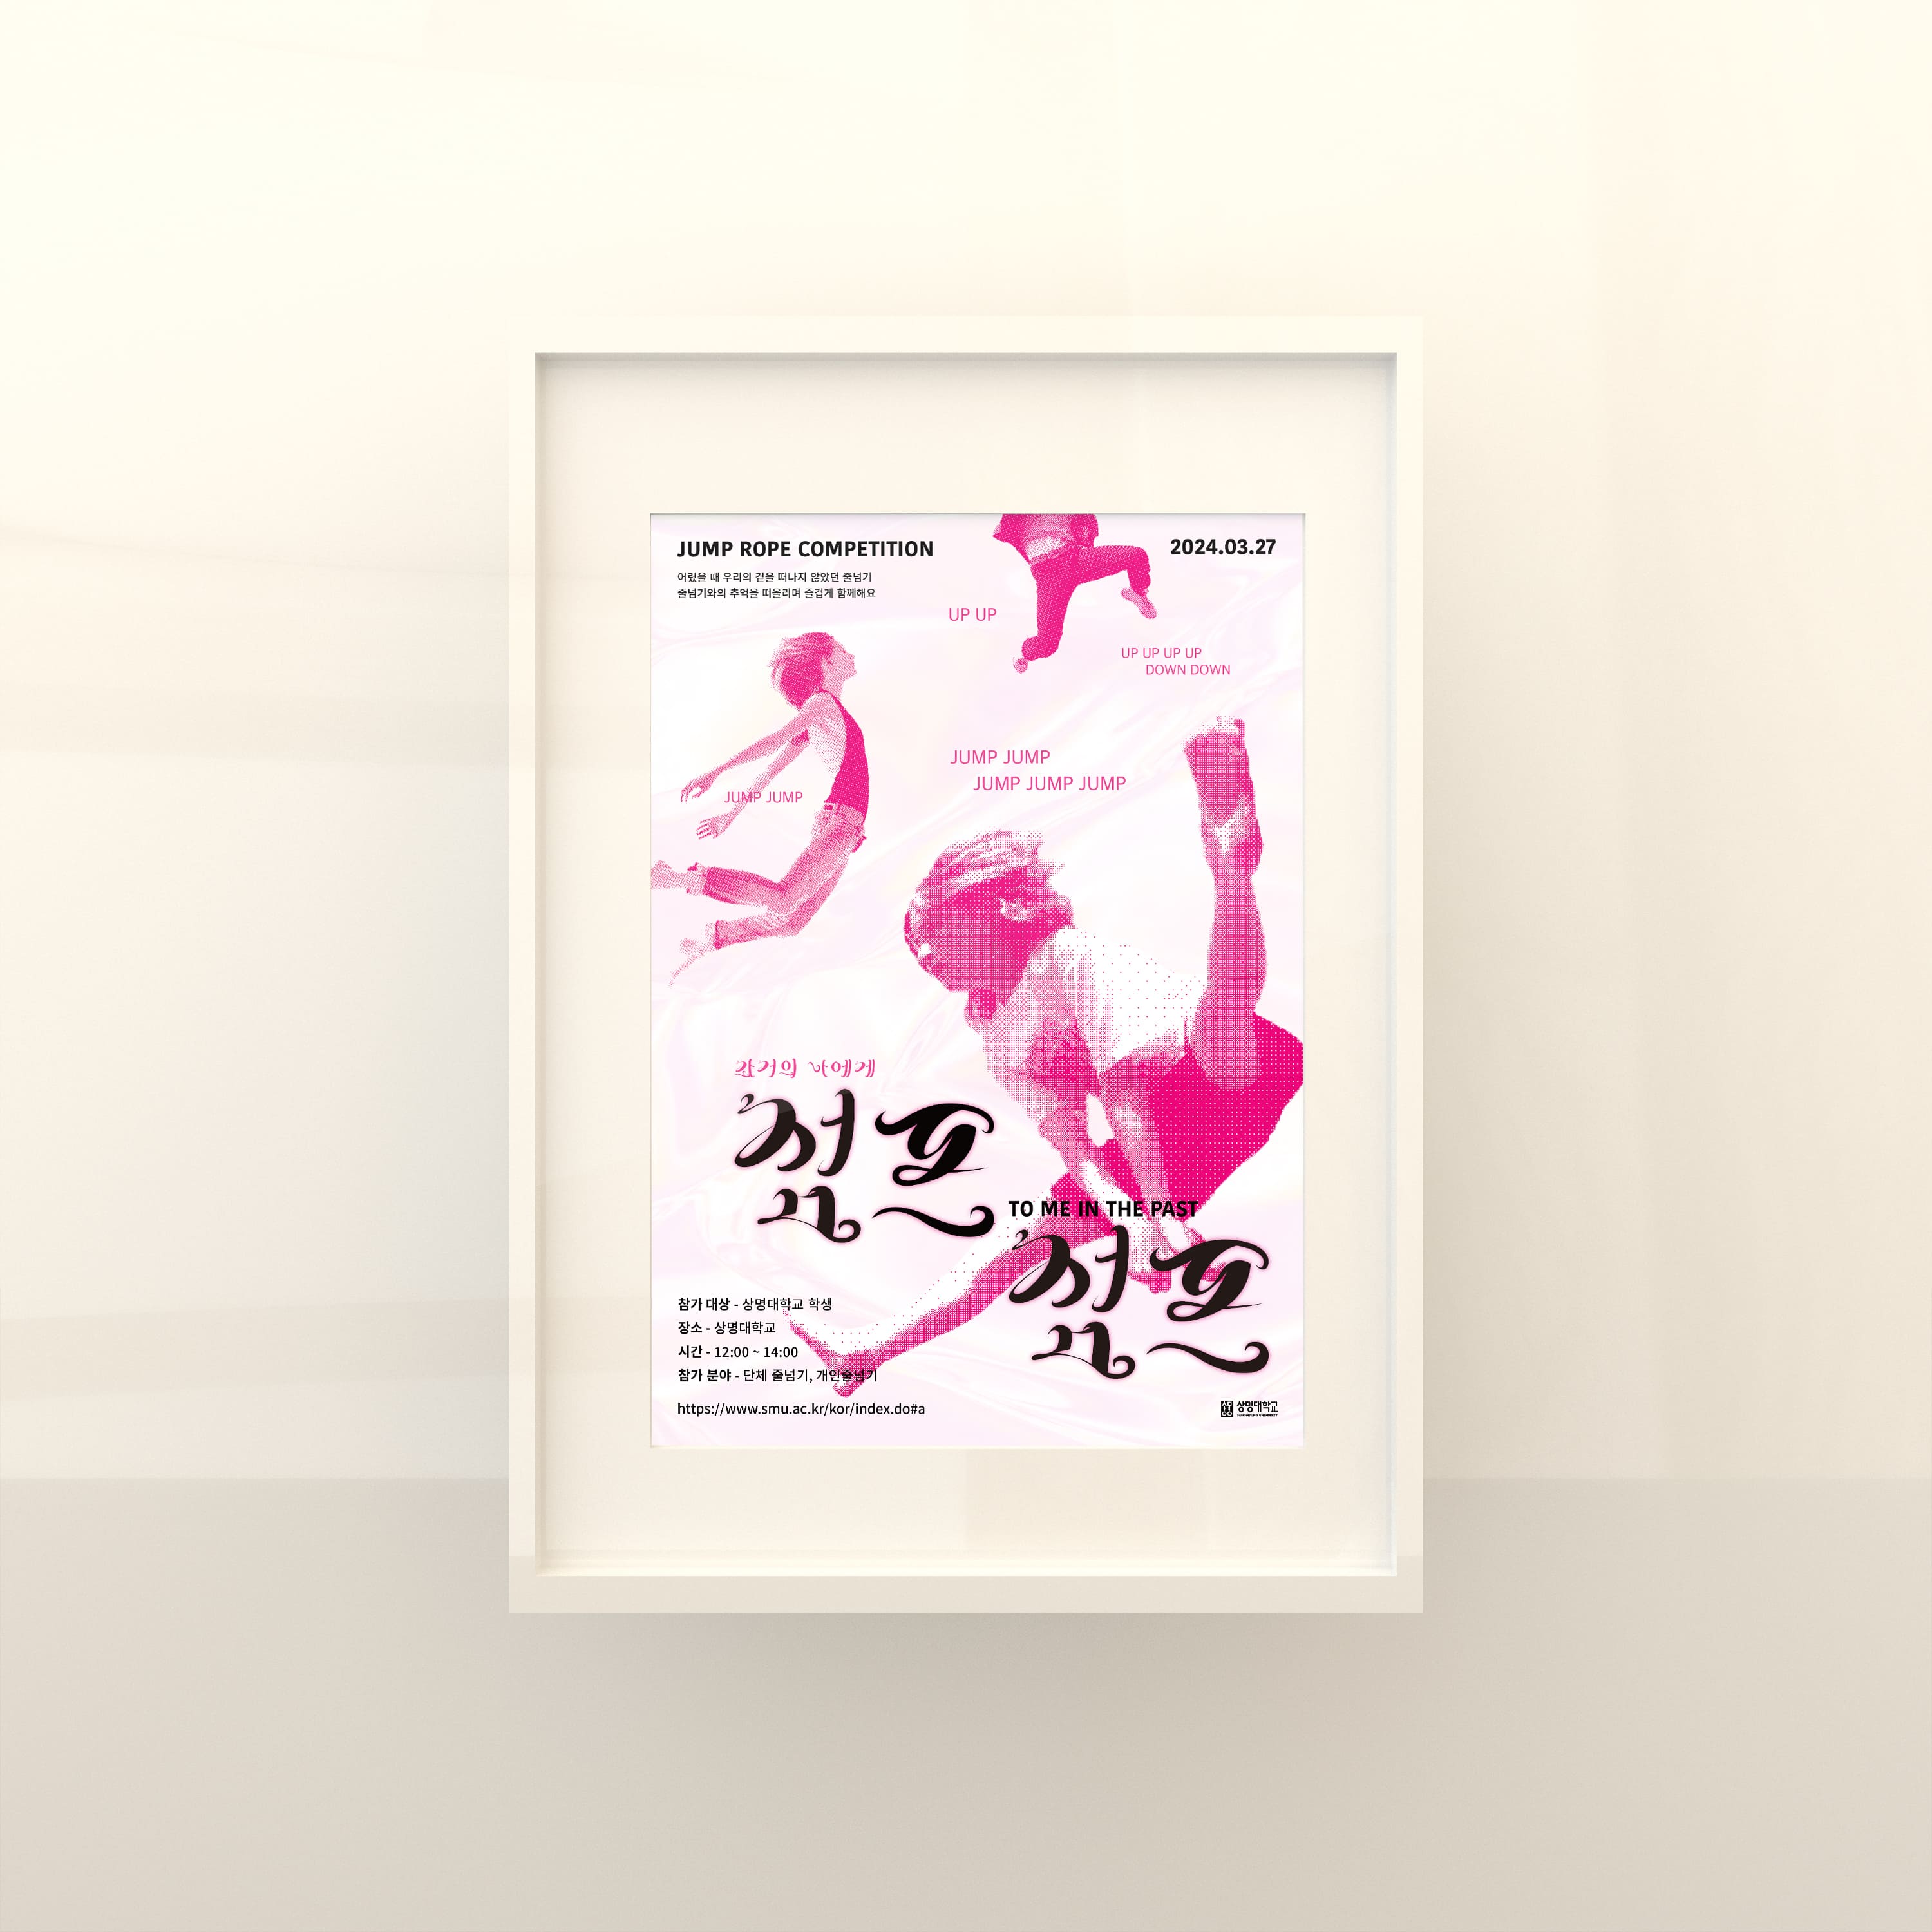 JUMP ROPE COMPETITION
2024.03.27
어렸을 때 우리의 곁을 떠나지 않았던 줄넘기
줄넘기와의 추억을 떠올리며 즐겁게 함께해요
UP UP
UP UP UP UP
DOWN DOWN
JUMP JUMP
JUMP JUMP JUMP
JUMP JUMP
과거의 나에게
점프
TO ME IN THE PAST
점프
참가 대상 - 상명대학교 학생
장소 - 상명대학교
시간 - 12:00 ~ 14:00
참가 분야 - 단체 줄넘기, 개인줄넘기
https://www.smu.ac.kr/kor/index.do#a
상명대학교
SANGMYUNG UNIVERSITY